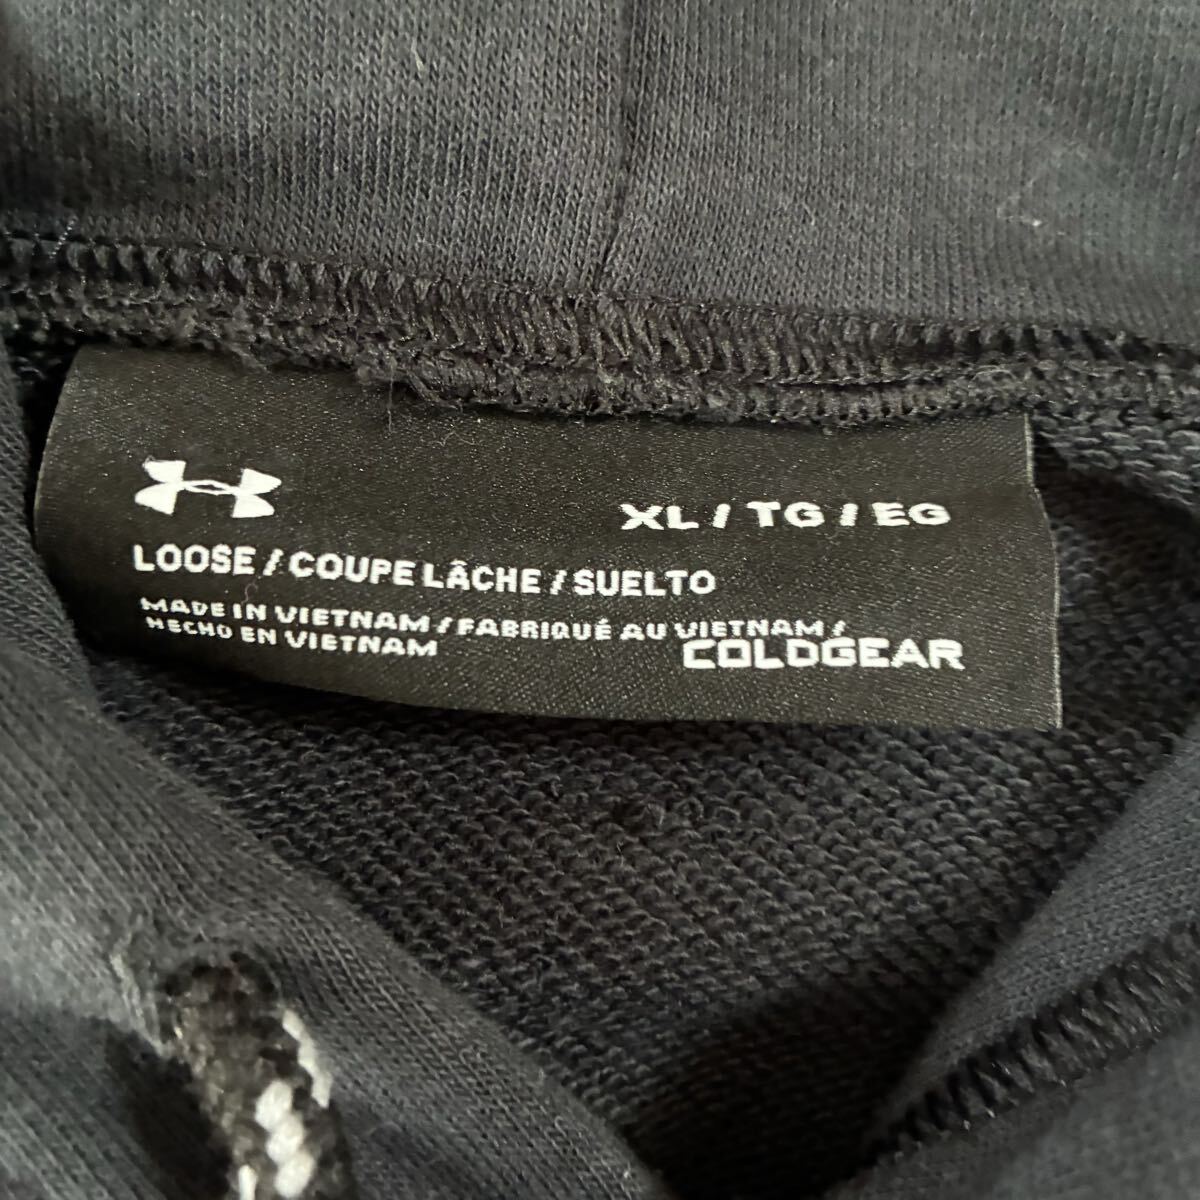 XL / TG / EG
LOOSE / COUPE LÂCHE / SUELTO
MADE IN VIETNAM / FABRIQUÉ AU VIETNAM /
HECHO EN VIETNAM
COLDGEAR